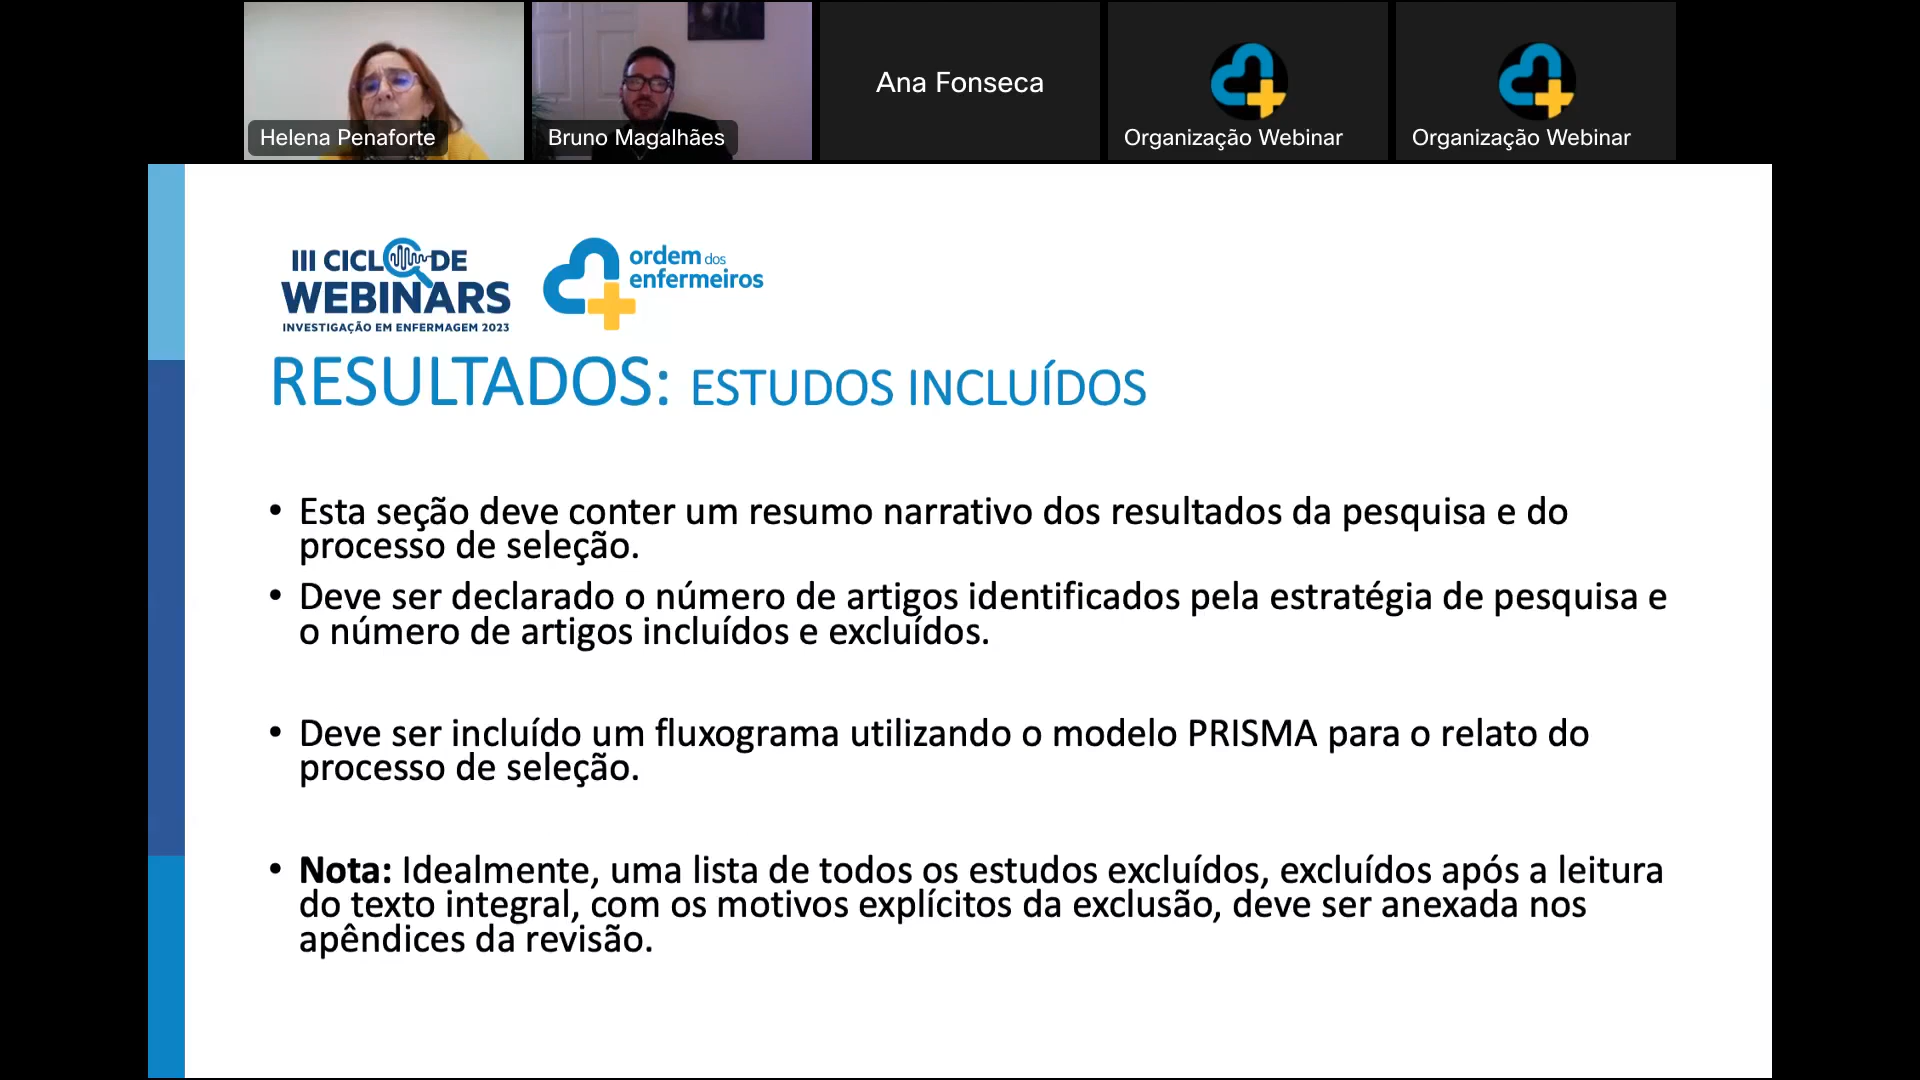 Helena Penaforte
Bruno Magalhães
Ana Fonseca
Organização Webinar
Organização Webinar
III CICLO DE
WEBINARS
INVESTIGAÇÃO EM ENFERMAGEM 2023
ordem dos
enfermeiros
RESULTADOS: ESTUDOS INCLUÍDOS
• Esta seção deve conter um resumo narrativo dos resultados da pesquisa e do
processo de seleção.
• Deve ser declarado o número de artigos identificados pela estratégia de pesquisa e
o número de artigos incluídos e excluídos.
• Deve ser incluído um fluxograma utilizando o modelo PRISMA para o relato do
processo de seleção.
• Nota: Idealmente, uma lista de todos os estudos excluídos, excluídos após a leitura
do texto integral, com os motivos explícitos da exclusão, deve ser anexada nos
apêndices da revisão.